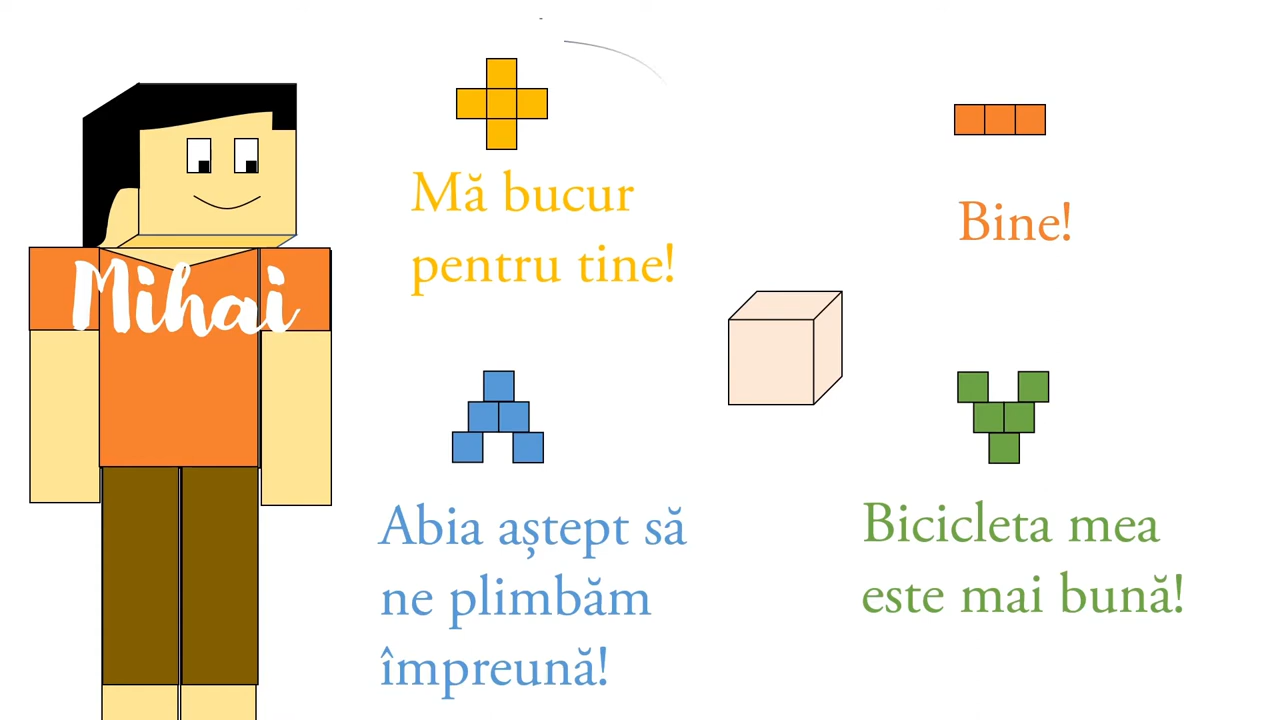 Mihai
Mă bucur
pentru tine!
Bine!
Abia aștept să
ne plimbăm
împreună!
Bicicleta mea
este mai bună!